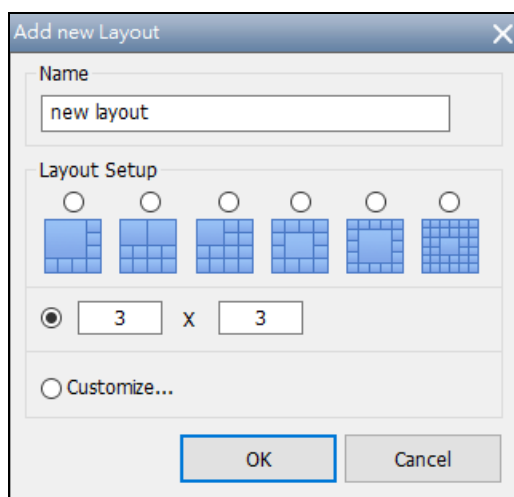 Add new Layout
Name
new layout
Layout Setup
3 X 3
Customize...
OK Cancel